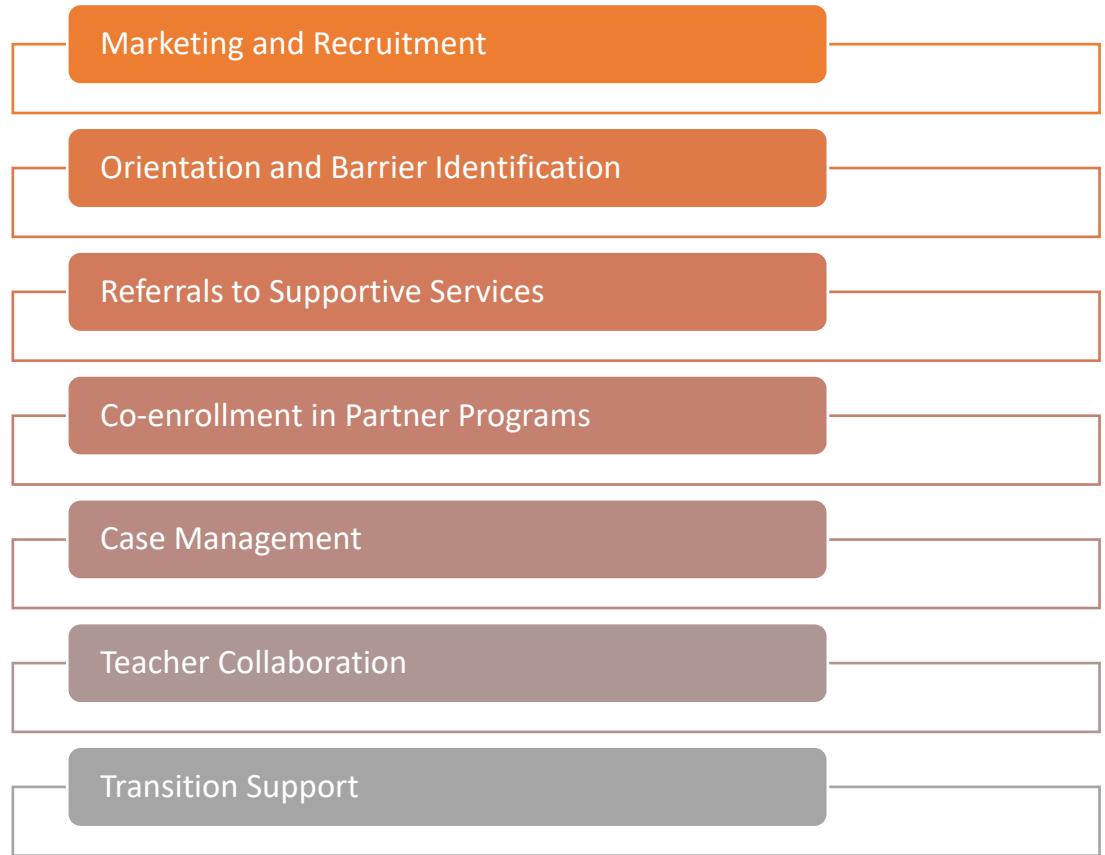 Marketing and Recruitment
Orientation and Barrier Identification
Referrals to Supportive Services
Co-enrollment in Partner Programs
Case Management
Teacher Collaboration
Transition Support